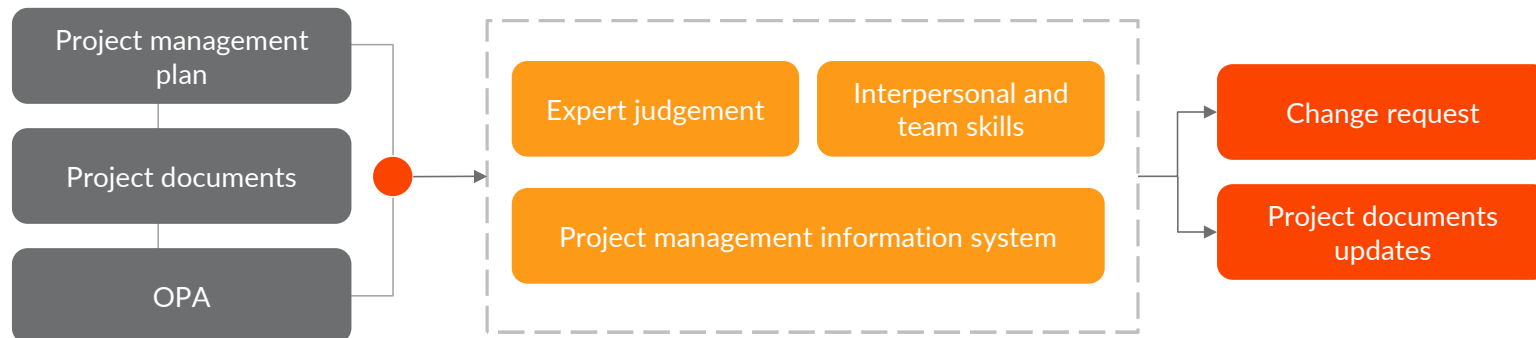 Project management
plan
Project documents
OPA
Expert judgement
Interpersonal and
team skills
Project management information system
Change request
Project documents
updates